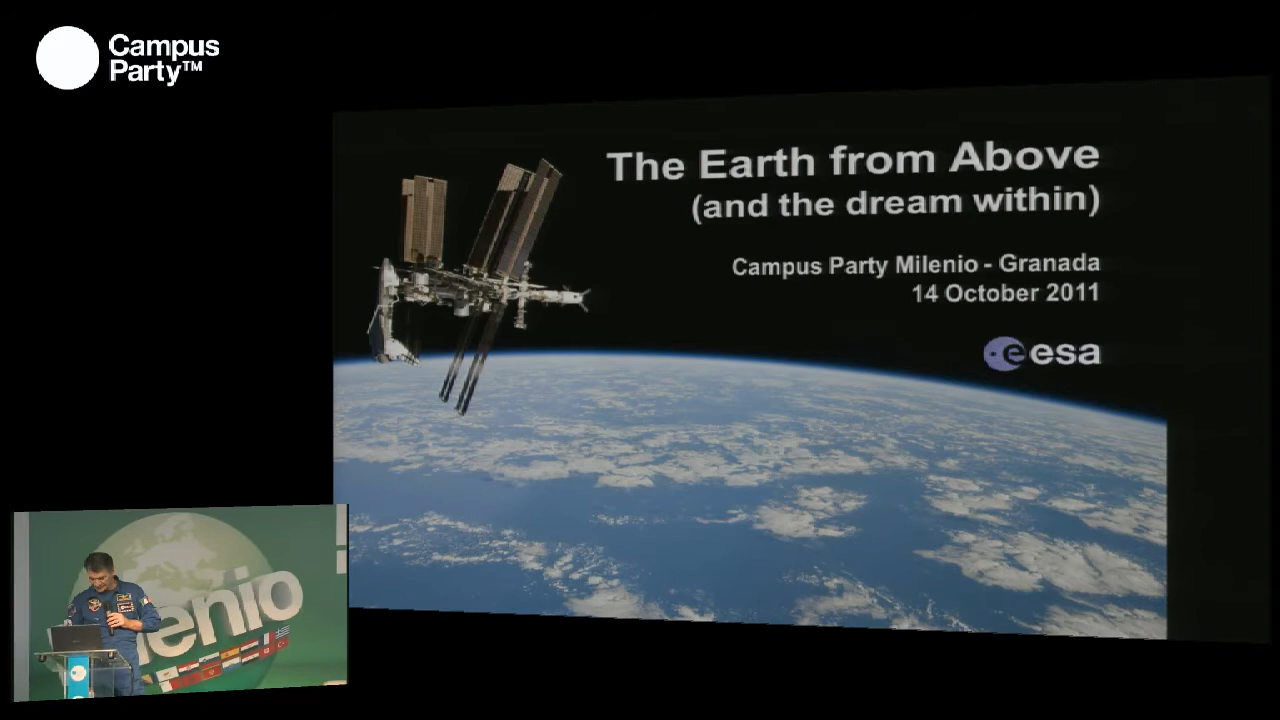 Campus
Party™
The Earth from Above
(and the dream within)
Campus Party Milenio - Granada
14 October 2011
esa
lenio